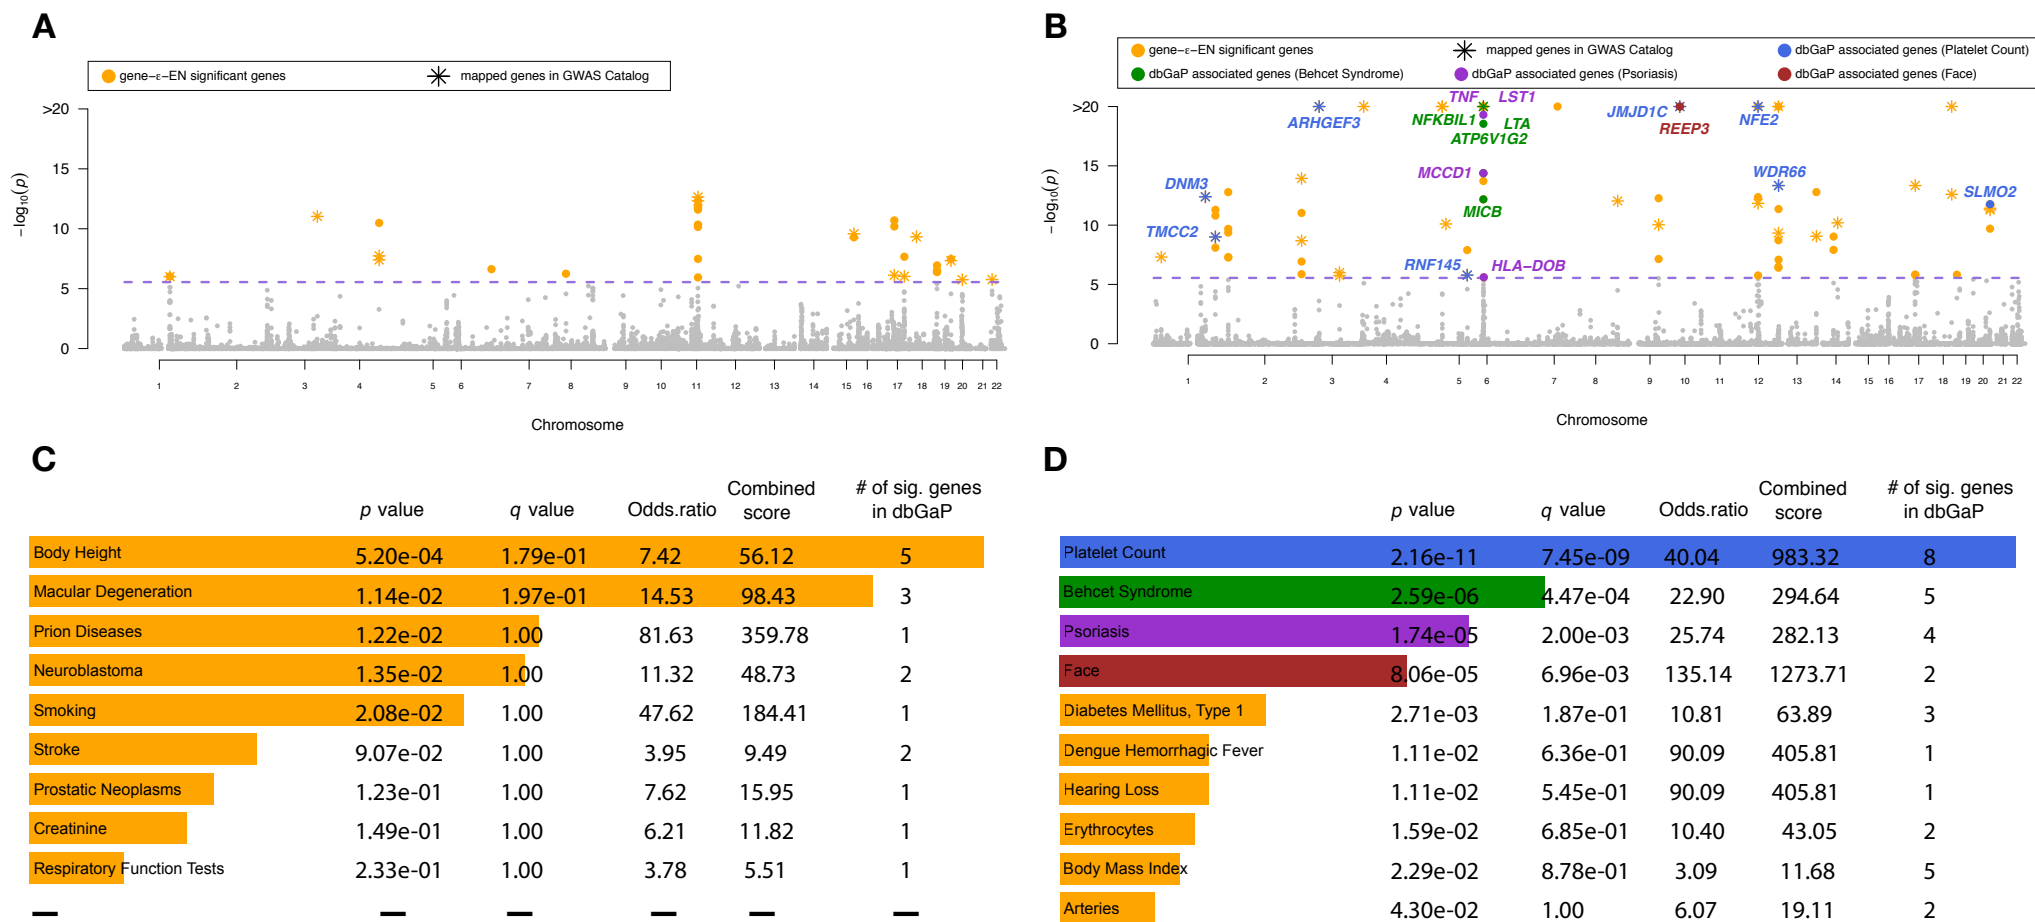 A
gene-ε-EN significant genes
mapped genes in GWAS Catalog
>20
15
10
5
0
−log10(p)
1 2 3 4 5 6 7 8 9 10 11 12 13 14 15 16 17 18 19 20 21 22
Chromosome
B
gene-ε-EN significant genes
mapped genes in GWAS Catalog
dbGaP associated genes (Platelet Count)
dbGaP associated genes (Behcet Syndrome)
dbGaP associated genes (Psoriasis)
dbGaP associated genes (Face)
>20
15
10
5
0
−log10(p)
TNF LST1
ARHGEF3
NFKBIL1 LTA
ATP6V1G2
JMJD1C
REEP3
NFE2
MCCD1
WDR66
DNM3
SLMO2
MICB
TMCC2
RNF145
HLA−DOB
1 2 3 4 5 6 7 8 9 10 11 12 13 14 15 16 17 18 19 20 21 22
Chromosome
C
p value q value Odds.ratio Combined score # of sig. genes in dbGaP
Body Height 5.20e-04 1.79e-01 7.42 56.12 5
Macular Degeneration 1.14e-02 1.97e-01 14.53 98.43 3
Prion Diseases 1.22e-02 1.00 81.63 359.78 1
Neuroblastoma 1.35e-02 1.00 11.32 48.73 2
Smoking 2.08e-02 1.00 47.62 184.41 1
Stroke 9.07e-02 1.00 3.95 9.49 2
Prostatic Neoplasms 1.23e-01 1.00 7.62 15.95 1
Creatinine 1.49e-01 1.00 6.21 11.82 1
Respiratory Function Tests 2.33e-01 1.00 3.78 5.51 1
— — — — — —
D
p value q value Odds.ratio Combined score # of sig. genes in dbGaP
Platelet Count 2.16e-11 7.45e-09 40.04 983.32 8
Behcet Syndrome 2.59e-06 4.47e-04 22.90 294.64 5
Psoriasis 1.74e-05 2.00e-03 25.74 282.13 4
Face 8.06e-05 6.96e-03 135.14 1273.71 2
Diabetes Mellitus, Type 1 2.71e-03 1.87e-01 10.81 63.89 3
Dengue Hemorrhagic Fever 1.11e-02 6.36e-01 90.09 405.81 1
Hearing Loss 1.11e-02 5.45e-01 90.09 405.81 1
Erythrocytes 1.59e-02 6.85e-01 10.40 43.05 2
Body Mass Index 2.29e-02 8.78e-01 3.09 11.68 5
Arteries 4.30e-02 1.00 6.07 19.11 2